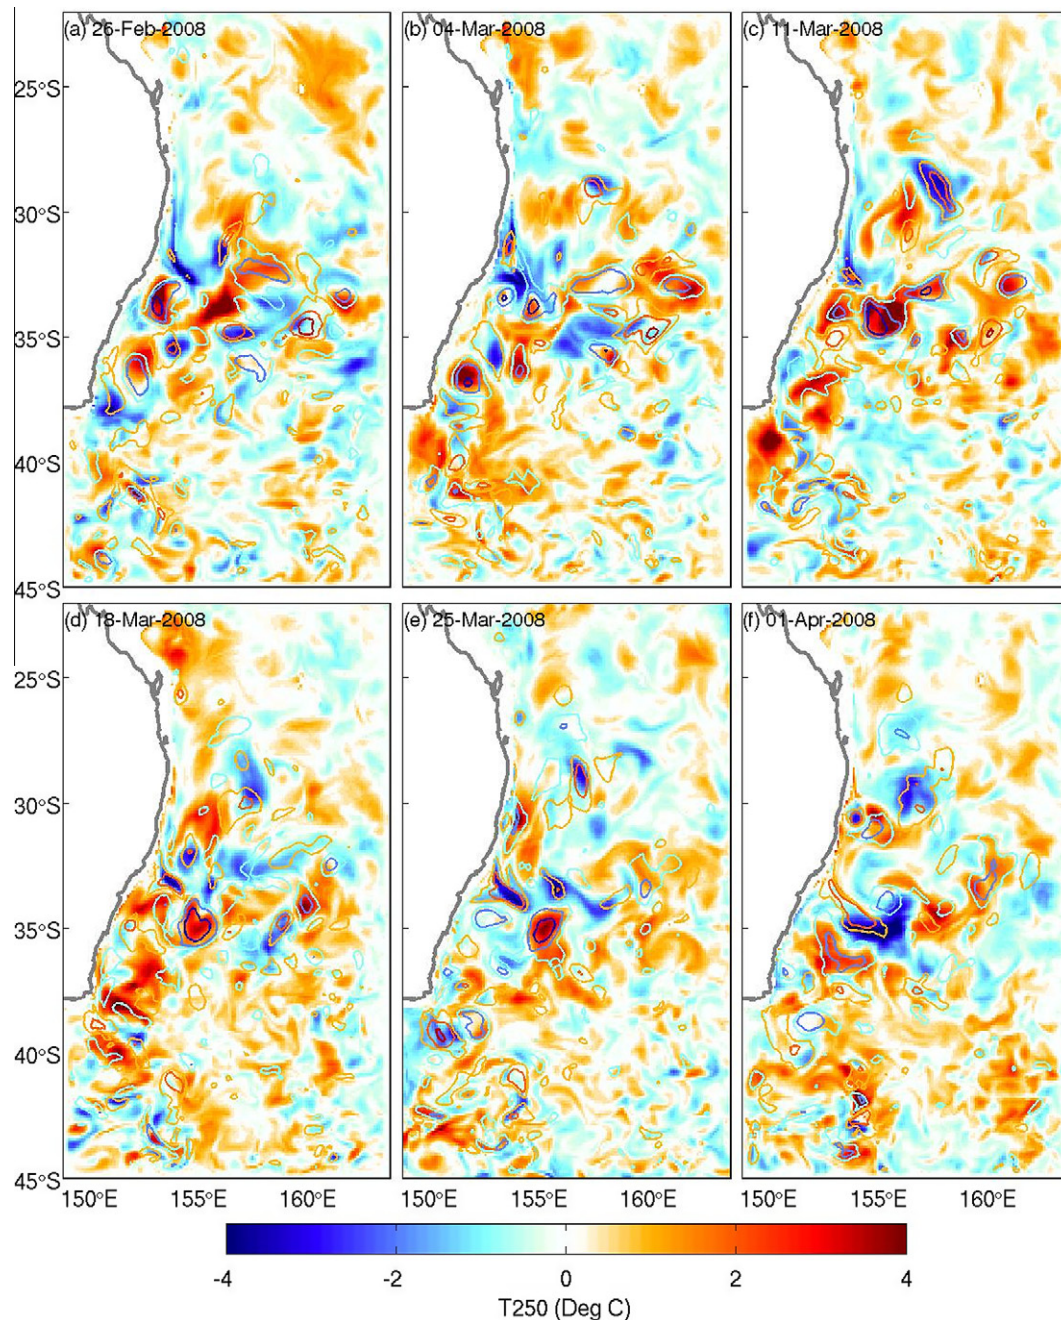 (a) 26-Feb-2008
(b) 04-Mar-2008
(c) 11-Mar-2008
25°S
30°S
35°S
40°S
45°S
(d) 18-Mar-2008
(e) 25-Mar-2008
(f) 01-Apr-2008
25°S
30°S
35°S
40°S
45°S
150°E 155°E 160°E
150°E 155°E 160°E
150°E 155°E 160°E
-4 -2 0 2 4
T250 (Deg C)